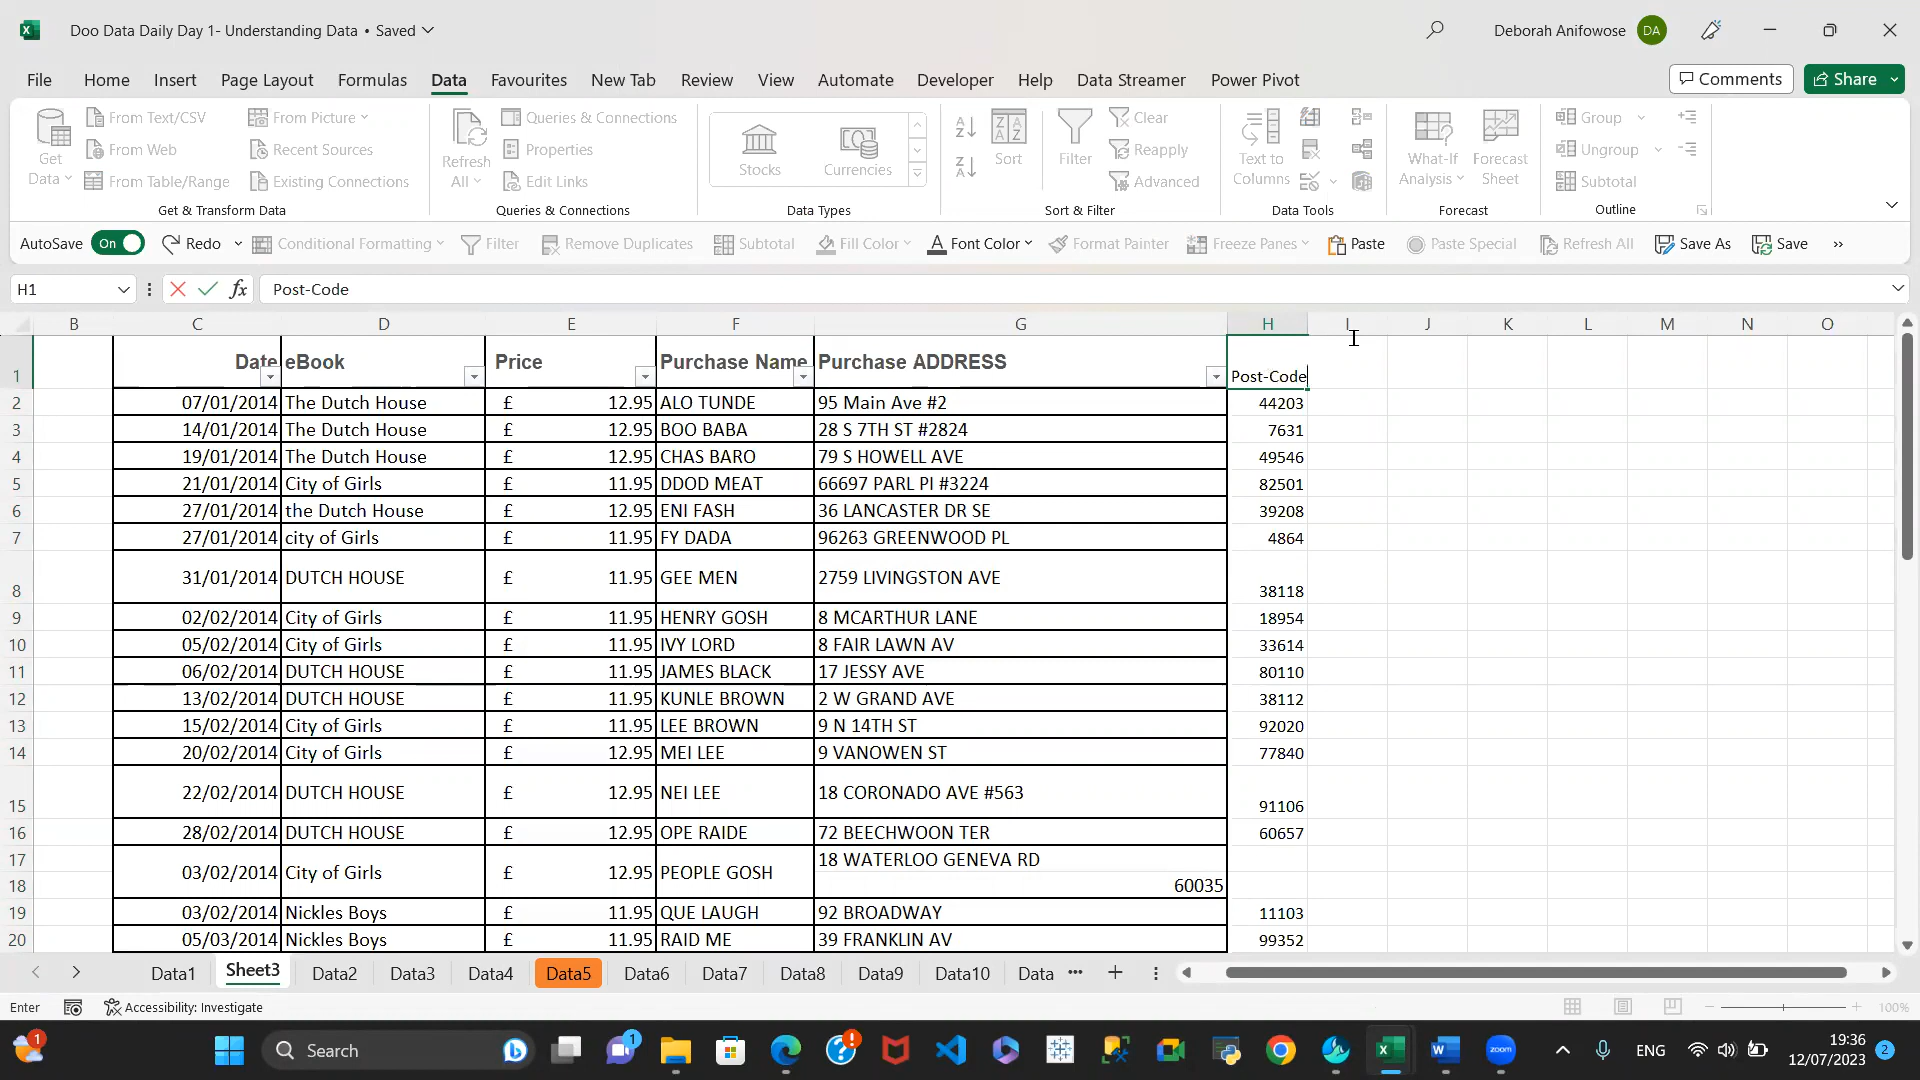 Doo Data Daily Day 1- Understanding Data • Saved
Deborah Anifowose DA
File Home Insert Page Layout Formulas Data Favourites New Tab Review View Automate Developer Help Data Streamer Power Pivot Comments Share
Get Data
From Text/CSV
From Web
From Table/Range
From Picture
Recent Sources
Existing Connections
Get & Transform Data
Refresh All
Queries & Connections
Properties
Edit Links
Queries & Connections
Stocks
Currencies
Data Types
Sort
Filter
Clear
Reapply
Advanced
Sort & Filter
Text to Columns
Data Tools
What-If Analysis
Forecast Sheet
Forecast
Group
Ungroup
Subtotal
Outline
AutoSave On Redo Conditional Formatting Filter Remove Duplicates Subtotal Fill Color Font Color Format Painter Freeze Panes Paste Paste Special Refresh All Save As Save
H1 fx Post-Code
B C D E F G H I J K L M N O
1 Date eBook Price Purchase Name Purchase ADDRESS Post-Code
2 07/01/2014 The Dutch House £ 12.95 ALO TUNDE 95 Main Ave #2 44203
3 14/01/2014 The Dutch House £ 12.95 BOO BABA 28 S 7TH ST #2824 7631
4 19/01/2014 The Dutch House £ 12.95 CHAS BARO 79 S HOWELL AVE 49546
5 21/01/2014 City of Girls £ 11.95 DDOD MEAT 66697 PARL PI #3224 82501
6 27/01/2014 the Dutch House £ 12.95 ENI FASH 36 LANCASTER DR SE 39208
7 27/01/2014 city of Girls £ 11.95 FY DADA 96263 GREENWOOD PL 4864
8 31/01/2014 DUTCH HOUSE £ 11.95 GEE MEN 2759 LIVINGSTON AVE 38118
9 02/02/2014 City of Girls £ 11.95 HENRY GOSH 8 MCARTHUR LANE 18954
10 05/02/2014 City of Girls £ 11.95 IVY LORD 8 FAIR LAWN AV 33614
11 06/02/2014 DUTCH HOUSE £ 11.95 JAMES BLACK 17 JESSY AVE 80110
12 13/02/2014 DUTCH HOUSE £ 11.95 KUNLE BROWN 2 W GRAND AVE 38112
13 15/02/2014 City of Girls £ 11.95 LEE BROWN 9 N 14TH ST 92020
14 20/02/2014 City of Girls £ 12.95 MEI LEE 9 VANOWEN ST 77840
15 22/02/2014 DUTCH HOUSE £ 12.95 NEI LEE 18 CORONADO AVE #563 91106
16 28/02/2014 DUTCH HOUSE £ 12.95 OPE RAIDE 72 BEECHWOON TER 60657
17 18 WATERLOO GENEVA RD
18 03/02/2014 City of Girls £ 12.95 PEOPLE GOSH 60035
19 03/02/2014 Nickles Boys £ 11.95 QUE LAUGH 92 BROADWAY 11103
20 05/03/2014 Nickles Boys £ 11.95 RAID ME 39 FRANKLIN AV 99352
Data1 Sheet3 Data2 Data3 Data4 Data5 Data6 Data7 Data8 Data9 Data10 Data
Enter Accessibility: Investigate 100%
1 Search 1 zoom ENG 19:36
12/07/2023 2